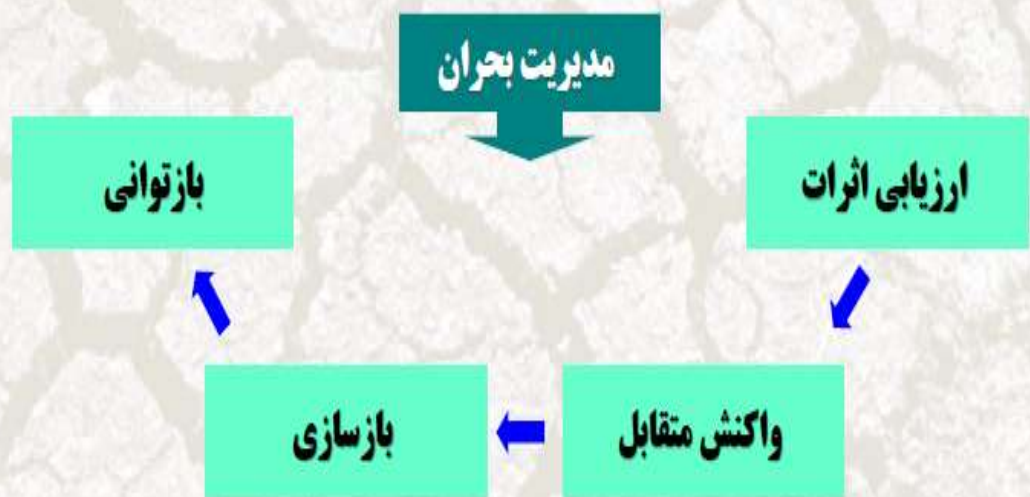 مدیریت بحران
ارزیابی اثرات
بازتوانی
واکنش متقابل
بازسازی